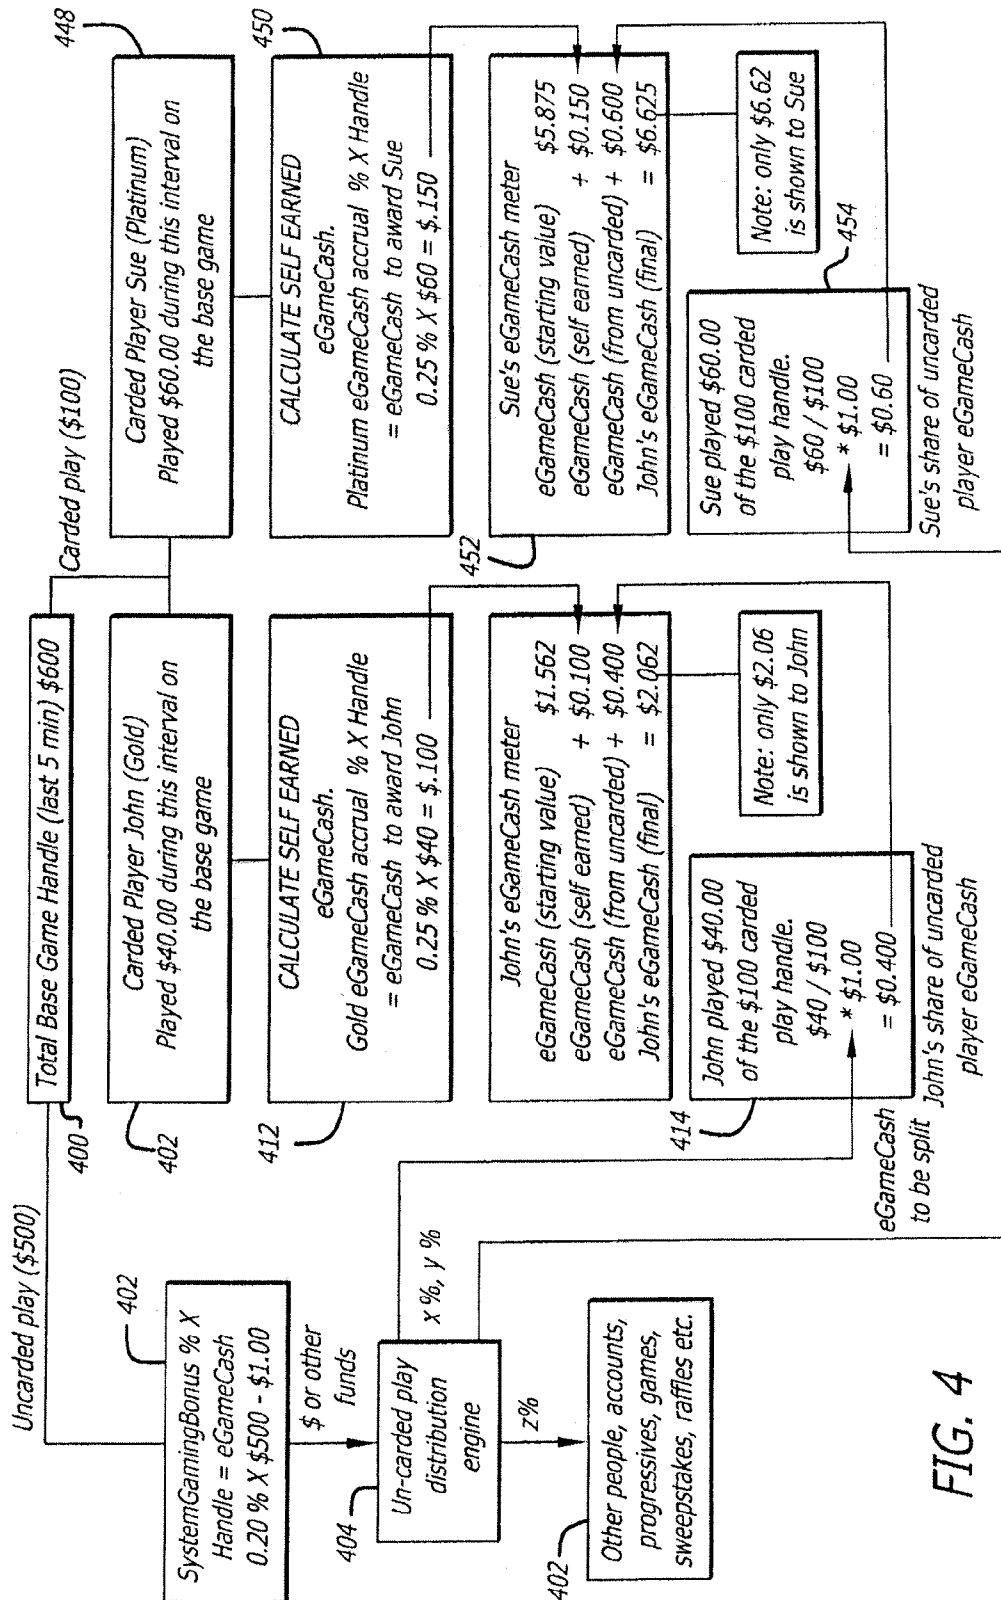 Total Base Game Handle (last 5 min) $600
400
Uncarded play ($500)
Carded play ($100)
402
SystemGamingBonus % X
Handle = eGameCash
0.20 % X $500 - $1.00
$ or other
funds
404
Un-carded play
distribution
engine
x %, y %
z%
402
Other people, accounts,
progressives, games,
sweepstakes, raffles etc.
402
Carded Player John (Gold)
Played $40.00 during this interval on
the base game
412
CALCULATE SELF EARNED
eGameCash.
Gold eGameCash accrual % X Handle
= eGameCash to award John
0.25 % X $40 = $.100
John's eGameCash meter
eGameCash (starting value) $1.562
eGameCash (self earned) + $0.100
eGameCash (from uncarded) + $0.400
John's eGameCash (final) = $2.062
Note: only $2.06
is shown to John
414
John played $40.00
of the $100 carded
play handle.
$40 / $100
* $1.00
= $0.400
eGameCash
to be split
John's share of uncarded
player eGameCash
448
Carded Player Sue (Platinum)
Played $60.00 during this interval on
the base game
450
CALCULATE SELF EARNED
eGameCash.
Platinum eGameCash accrual % X Handle
= eGameCash to award Sue
0.25 % X $60 = $.150
452
Sue's eGameCash meter
eGameCash (starting value) $5.875
eGameCash (self earned) + $0.150
eGameCash (from uncarded) + $0.600
John's eGameCash (final) = $6.625
Note: only $6.62
is shown to Sue
454
Sue played $60.00
of the $100 carded
play handle.
$60 / $100
* $1.00
= $0.60
Sue's share of uncarded
player eGameCash
FIG. 4